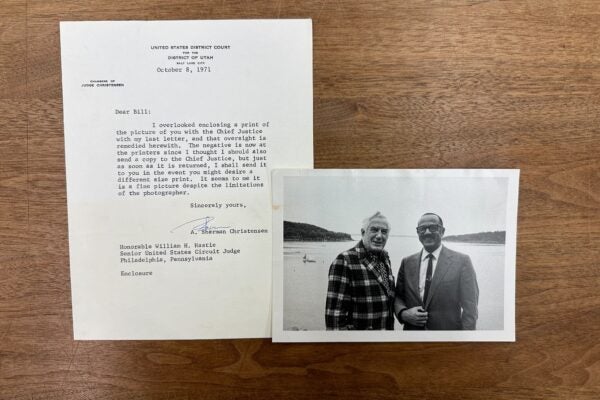 UNITED STATES DISTRICT COURT
FOR THE
DISTRICT OF UTAH
SALT LAKE CITY
October 8, 1971
CHAMBERS OF
JUDGE CHRISTENSEN
Dear Bill:
I overlooked enclosing a print of
the picture of you with the Chief Justice
with my last letter, and that oversight is
remedied herewith. The negative is now at
the printers since I thought I should also
send a copy to the Chief Justice, but just
as soon as it is returned, I shall send it
to you in the event you might desire a
different size print. It seems to me it
is a fine picture despite the limitations
of the photographer.
Sincerely yours,
A. Sherman Christensen
Honorable William H. Hastie
Senior United States Circuit Judge
Philadelphia, Pennsylvania
Enclosure